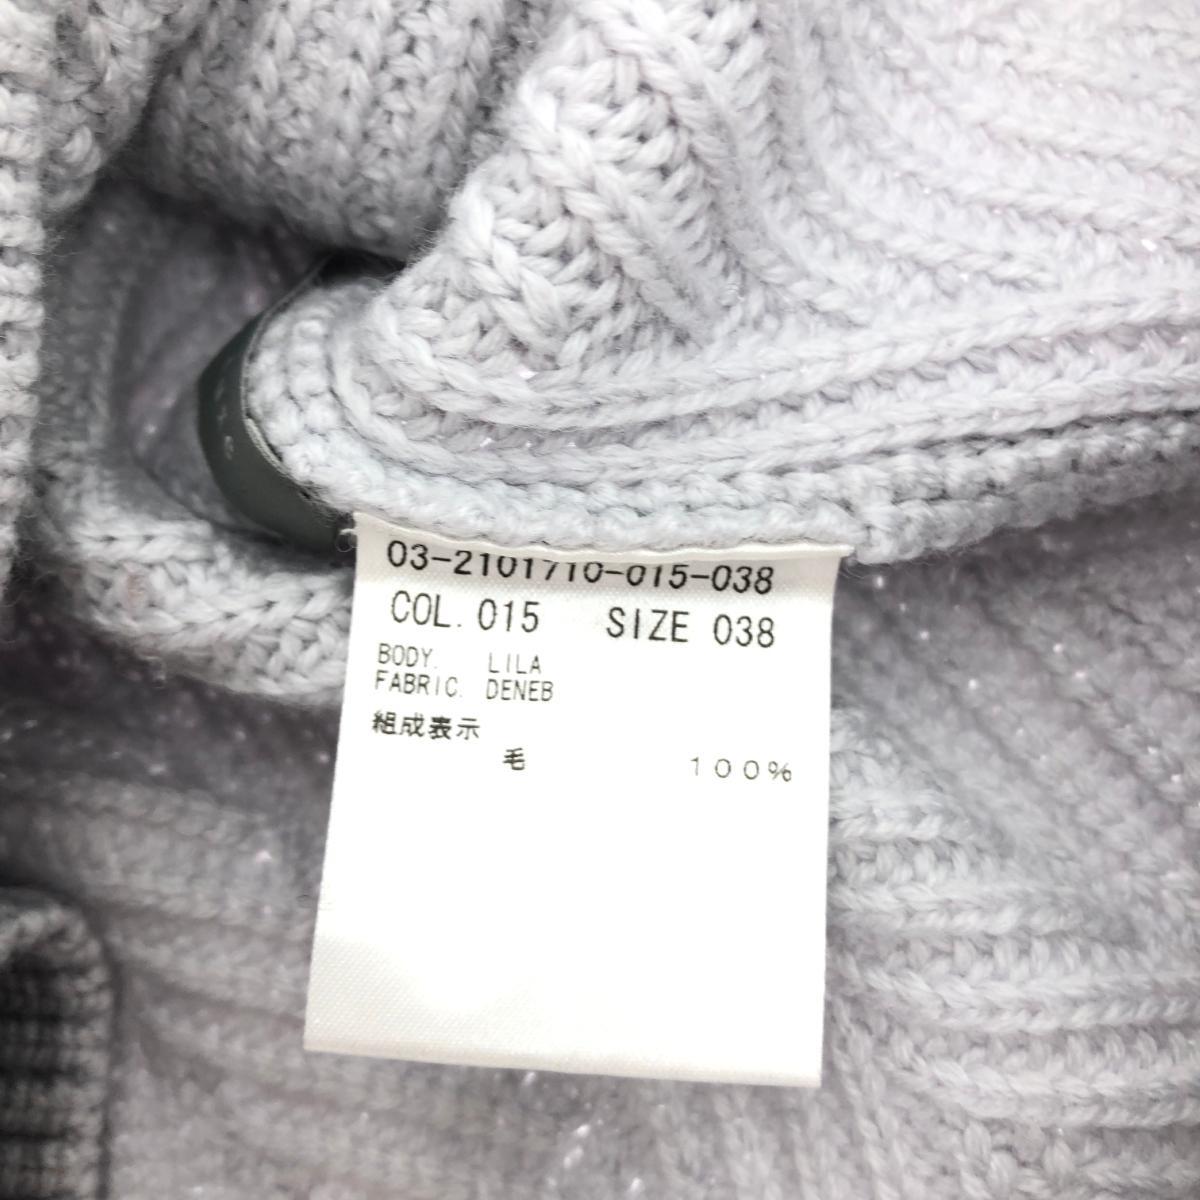 03-2101710-015-038
COL. 015 SIZE 038
BODY. LILA
FABRIC. DENEB
組成表示
毛 100%